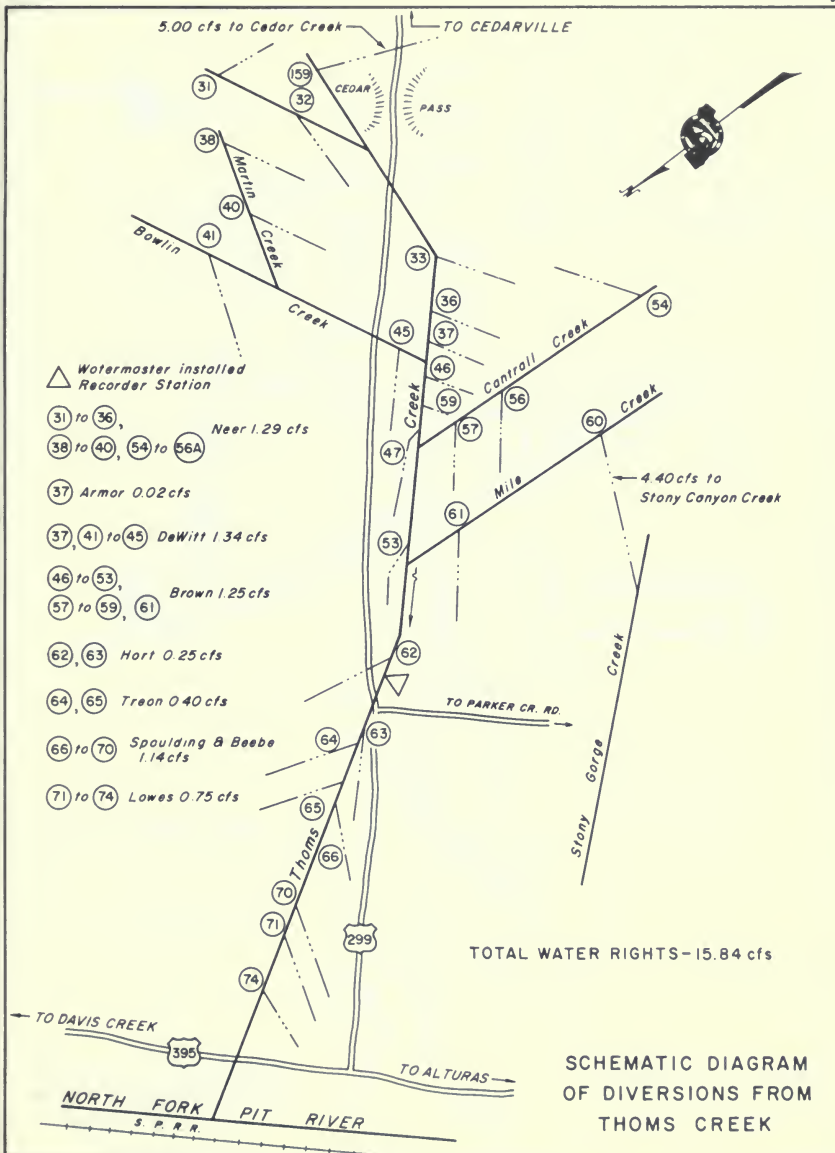 5.00 cfs to Cedar Creek
TO CEDARVILLE
31
159
32
CEDAR PASS
38
Martin Creek
40
41
Bowlin Creek
33
36
37
45
46
54
Cantrall Creek
59
56
57
47
Creek
60
Mile Creek
4.40 cfs to
Stony Canyon Creek
61
53
Watermaster installed
Recorder Station
31 to 36,
38 to 40, 54 to 56A
Neer 1.29 cfs
37 Armor 0.02 cfs
37, 41 to 45 DeWitt 1.34 cfs
46 to 53,
57 to 59, 61
Brown 1.25 cfs
62, 63 Hort 0.25 cfs
64, 65 Treon 0.40 cfs
66 to 70 Spoulding & Beebe
1.14 cfs
71 to 74 Lowes 0.75 cfs
62
TO PARKER CR. RD.
Stony Gorge Creek
64
63
65
Thoms
66
70
71
299
74
TOTAL WATER RIGHTS-15.84 cfs
TO DAVIS CREEK
395
TO ALTURAS
NORTH FORK PIT RIVER
S. P. R. R.
SCHEMATIC DIAGRAM
OF DIVERSIONS FROM
THOMS CREEK